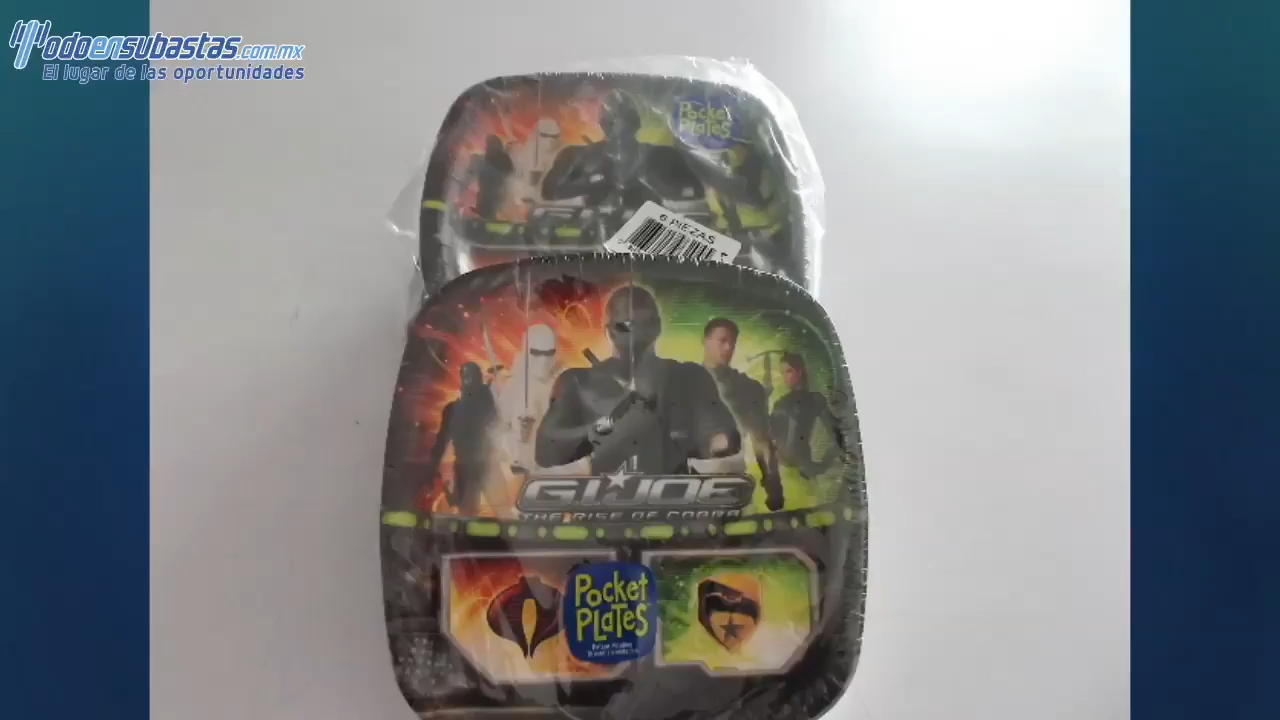 Todoensubastas.com.mx
El lugar de las oportunidades
Pocket
PLaTeS
6 PIEZAS
G.I.JOE
THE RISE OF COBRA
Pocket
PLaTeS